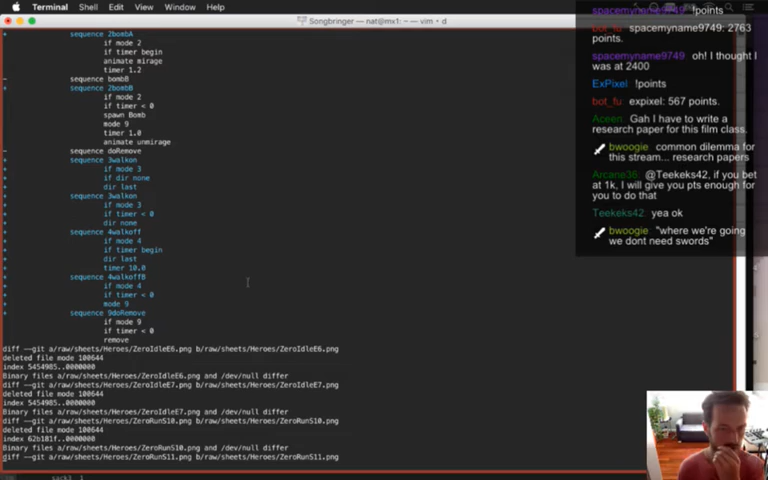 Terminal Shell Edit View Window Help
Songbringer — nat@mx1: ~ — vim - d
+ sequence 2bombA
if mode 2
if timer begin
animate mirage
timer 1.2
- sequence bombB
+ sequence 2bombB
if mode 2
if timer < 0
spawn Bomb
mode 9
timer 1.0
animate unmirage
- sequence doRemove
+ sequence 3walkon
+ if mode 3
+ if dir none
+ dir last
+ sequence 3walkon
+ if mode 3
+ if timer < 0
+ dir none
+ sequence 4walkoff
+ if mode 4
+ if timer begin
+ dir last
+ timer 10.0
+ sequence 4walkoffB
+ if mode 4
+ if timer < 0
+ mode 9
+ sequence 9doRemove
if mode 9
if timer < 0
remove
diff --git a/raw/sheets/Heroes/ZeroIdleE6.png b/raw/sheets/Heroes/ZeroIdleE6.png
deleted file mode 100644
index 5454985..0000000
Binary files a/raw/sheets/Heroes/ZeroIdleE6.png and /dev/null differ
diff --git a/raw/sheets/Heroes/ZeroIdleE7.png b/raw/sheets/Heroes/ZeroIdleE7.png
deleted file mode 100644
index 5454985..0000000
Binary files a/raw/sheets/Heroes/ZeroIdleE7.png and /dev/null differ
diff --git a/raw/sheets/Heroes/ZeroRunS10.png b/raw/sheets/Heroes/ZeroRunS10.png
deleted file mode 100644
index 62b181f..0000000
Binary files a/raw/sheets/Heroes/ZeroRunS10.png and /dev/null differ
diff --git a/raw/sheets/Heroes/ZeroRunS11.png b/raw/sheets/Heroes/ZeroRunS11.png
sack3 1
spacemyname9749 !points
bot_fu spacemyname9749: 2763
points.
spacemyname9749 oh! I thought I
was at 2400
ExPixel !points
bot_fu expixel: 567 points.
Aceen: Gah I have to write a
research paper for this film class.
bwoogie common dilemma for
this stream... research papers
Arcane36: @Teekeks42, if you bet
at 1k, I will give you pts enough for
you to do that
Teekeks42: yea ok
bwoogie "where we're going
we dont need swords"